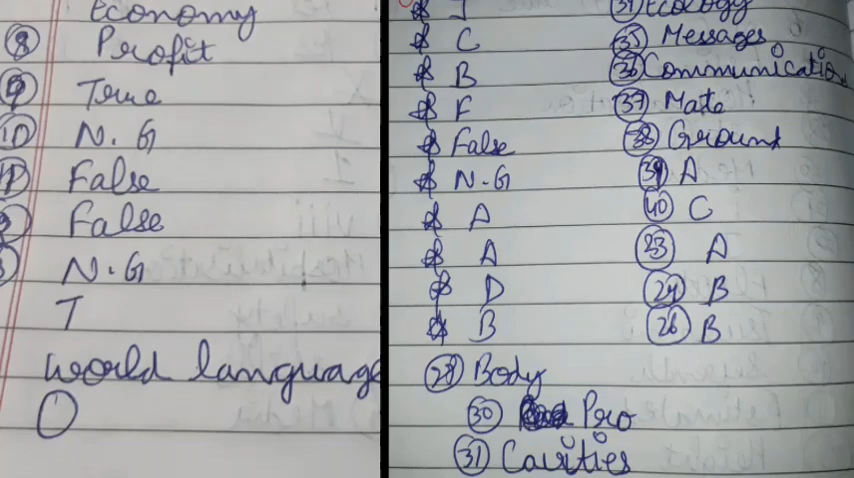 Economy
⑧ Profit
⑨ True
⑩ N.G
⑪ False
False
N.G
T
world language
C
B
F
False
N.G
A
A
D
B
㉘ Body
㉚ Pro
㉛ Cavities
㉞ Ecology
㉟ Messages
㊱ Communication
㊲ Mate
㊳ Ground
㊴ A
㊵ C
㉓ A
㉔ B
㉖ B